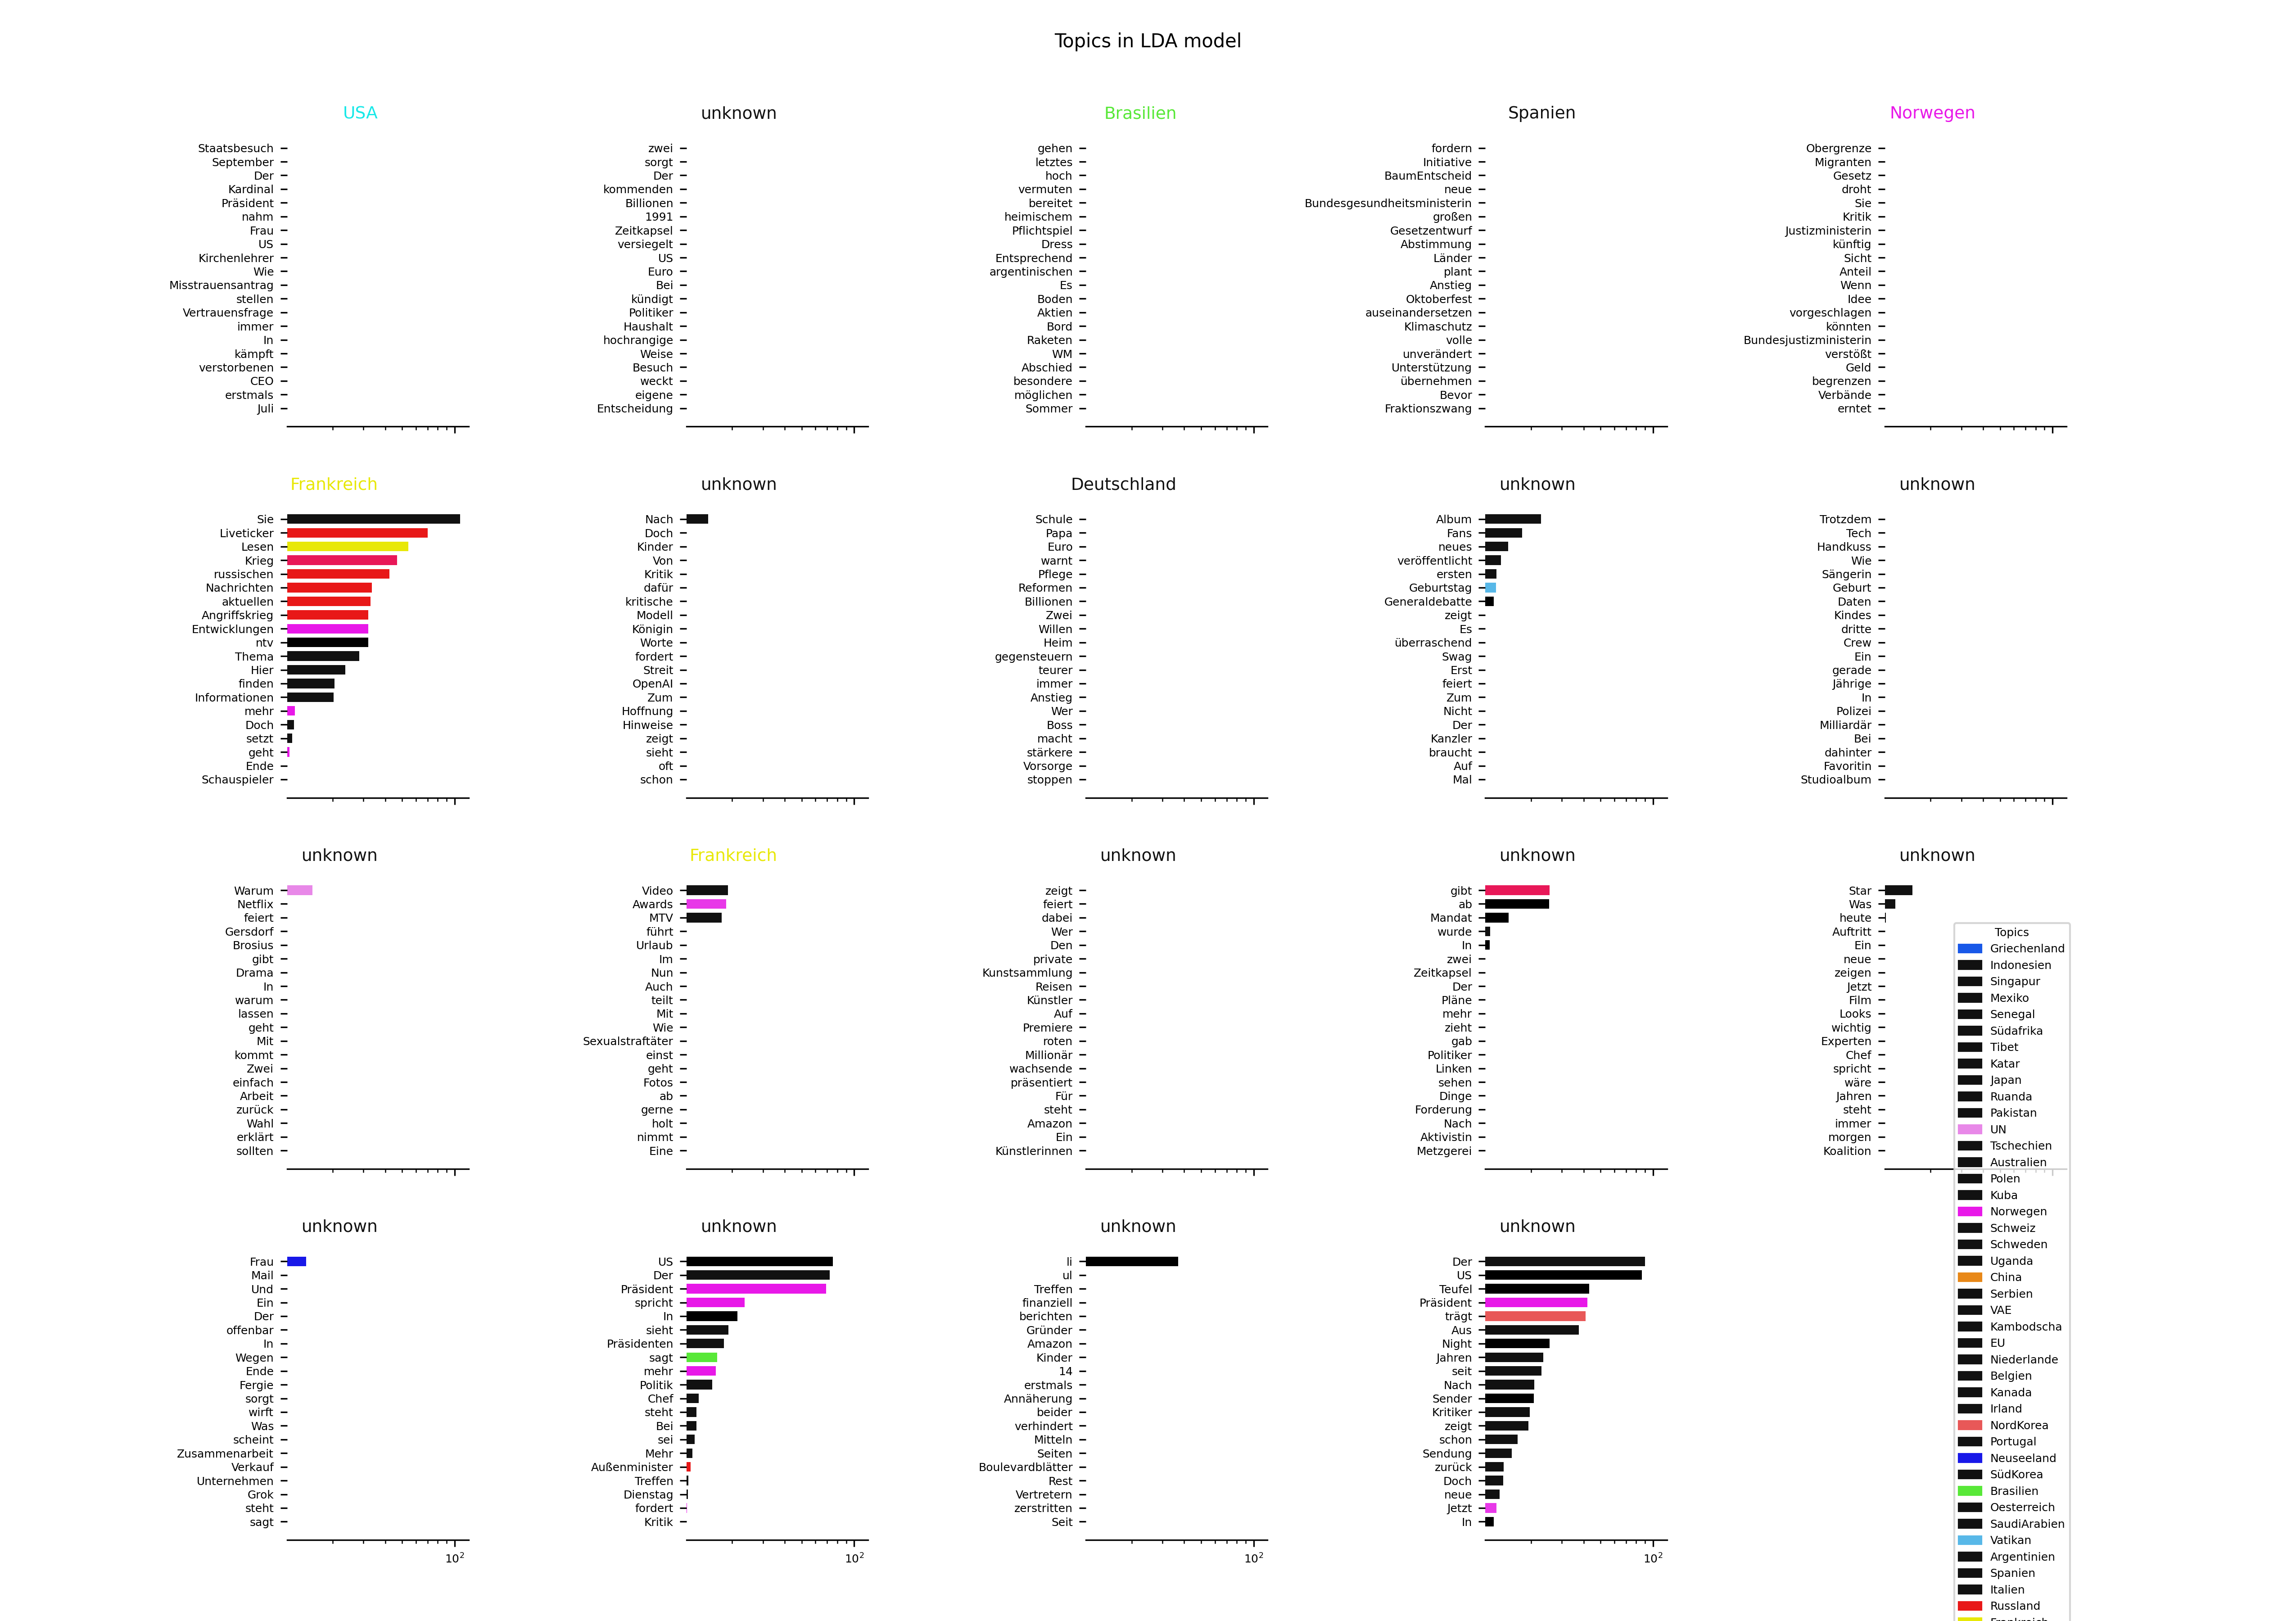 Topics in LDA model
USA
Staatsbesuch
September
Der
Kardinal
Präsident
nahm
Frau
US
Kirchenlehrer
Wie
Misstrauensantrag
stellen
Vertrauensfrage
immer
In
kämpft
verstorbenen
CEO
erstmals
Juli
unknown
zwei
sorgt
Der
kommenden
Billionen
1991
Zeitkapsel
versiegelt
US
Euro
Bei
kündigt
Politiker
Haushalt
hochrangige
Weise
Besuch
weckt
eigene
Entscheidung
Brasilien
gehen
letztes
hoch
vermuten
bereitet
heimischem
Pflichtspiel
Dress
Entsprechend
argentinischen
Es
Boden
Aktien
Bord
Raketen
WM
Abschied
besondere
möglichen
Sommer
Spanien
fordern
Initiative
BaumEntscheid
neue
Bundesgesundheitsministerin
großen
Gesetzentwurf
Abstimmung
Länder
plant
Anstieg
Oktoberfest
auseinandersetzen
Klimaschutz
volle
unverändert
Unterstützung
übernehmen
Bevor
Fraktionszwang
Norwegen
Obergrenze
Migranten
Gesetz
droht
Sie
Kritik
Justizministerin
künftig
Sicht
Anteil
Wenn
Idee
vorgeschlagen
könnten
Bundesjustizministerin
verstößt
Geld
begrenzen
Verbände
erntet
Frankreich
Sie
Liveticker
Lesen
Krieg
russischen
Nachrichten
aktuellen
Angriffskrieg
Entwicklungen
ntv
Thema
Hier
finden
Informationen
mehr
Doch
setzt
geht
Ende
Schauspieler
unknown
Nach
Doch
Kinder
Von
Kritik
dafür
kritische
Modell
Königin
Worte
fordert
Streit
OpenAI
Zum
Hoffnung
Hinweise
zeigt
sieht
oft
schon
Deutschland
Schule
Papa
Euro
warnt
Pflege
Reformen
Billionen
Zwei
Willen
Heim
gegensteuern
teurer
immer
Anstieg
Wer
Boss
macht
stärkere
Vorsorge
stoppen
unknown
Album
Fans
neues
veröffentlicht
ersten
Geburtstag
Generaldebatte
zeigt
Es
überraschend
Swag
Erst
feiert
Zum
Nicht
Der
Kanzler
braucht
Auf
Mal
unknown
Trotzdem
Tech
Handkuss
Wie
Sängerin
Geburt
Daten
Kindes
dritte
Crew
Ein
gerade
Jährige
In
Polizei
Milliardär
Bei
dahinter
Favoritin
Studioalbum
unknown
Warum
Netflix
feiert
Gersdorf
Brosius
gibt
Drama
In
warum
lassen
geht
Mit
kommt
Zwei
einfach
Arbeit
zurück
Wahl
erklärt
sollten
Frankreich
Video
Awards
MTV
führt
Urlaub
Im
Nun
Auch
teilt
Mit
Wie
Sexualstraftäter
einst
geht
Fotos
ab
gerne
holt
nimmt
Eine
unknown
zeigt
feiert
dabei
Wer
Den
private
Kunstsammlung
Reisen
Künstler
Auf
Premiere
roten
Millionär
wachsende
präsentiert
Für
steht
Amazon
Ein
Künstlerinnen
unknown
gibt
ab
Mandat
wurde
In
zwei
Zeitkapsel
Der
Pläne
mehr
zieht
gab
Politiker
Linken
sehen
Dinge
Forderung
Nach
Aktivistin
Metzgerei
unknown
Star
Was
heute
Auftritt
Ein
neue
zeigen
Jetzt
Film
Looks
wichtig
Experten
Chef
spricht
wäre
Jahren
steht
immer
morgen
Koalition
unknown
Frau
Mail
Und
Ein
Der
offenbar
In
Wegen
Ende
Fergie
sorgt
wirft
Was
scheint
Zusammenarbeit
Verkauf
Unternehmen
Grok
steht
sagt
10²
unknown
US
Der
Präsident
spricht
In
sieht
Präsidenten
sagt
mehr
Politik
Chef
steht
Bei
sei
Mehr
Außenminister
Treffen
Dienstag
fordert
Kritik
10²
unknown
li
ul
Treffen
finanziell
berichten
Gründer
Amazon
Kinder
14
erstmals
Annäherung
beider
verhindert
Mitteln
Seiten
Boulevardblätter
Rest
Vertretern
zerstritten
Seit
10²
unknown
Der
US
Teufel
Präsident
trägt
Aus
Night
Jahren
seit
Nach
Sender
Kritiker
zeigt
schon
Sendung
zurück
Doch
neue
Jetzt
In
10²
Topics
Griechenland
Indonesien
Singapur
Mexiko
Senegal
Südafrika
Tibet
Katar
Japan
Ruanda
Pakistan
UN
Tschechien
Australien
Polen
Kuba
Norwegen
Schweiz
Schweden
Uganda
China
Serbien
VAE
Kambodscha
EU
Niederlande
Belgien
Kanada
Irland
NordKorea
Portugal
Neuseeland
SüdKorea
Brasilien
Oesterreich
SaudiArabien
Vatikan
Argentinien
Spanien
Italien
Russland
Frankreich